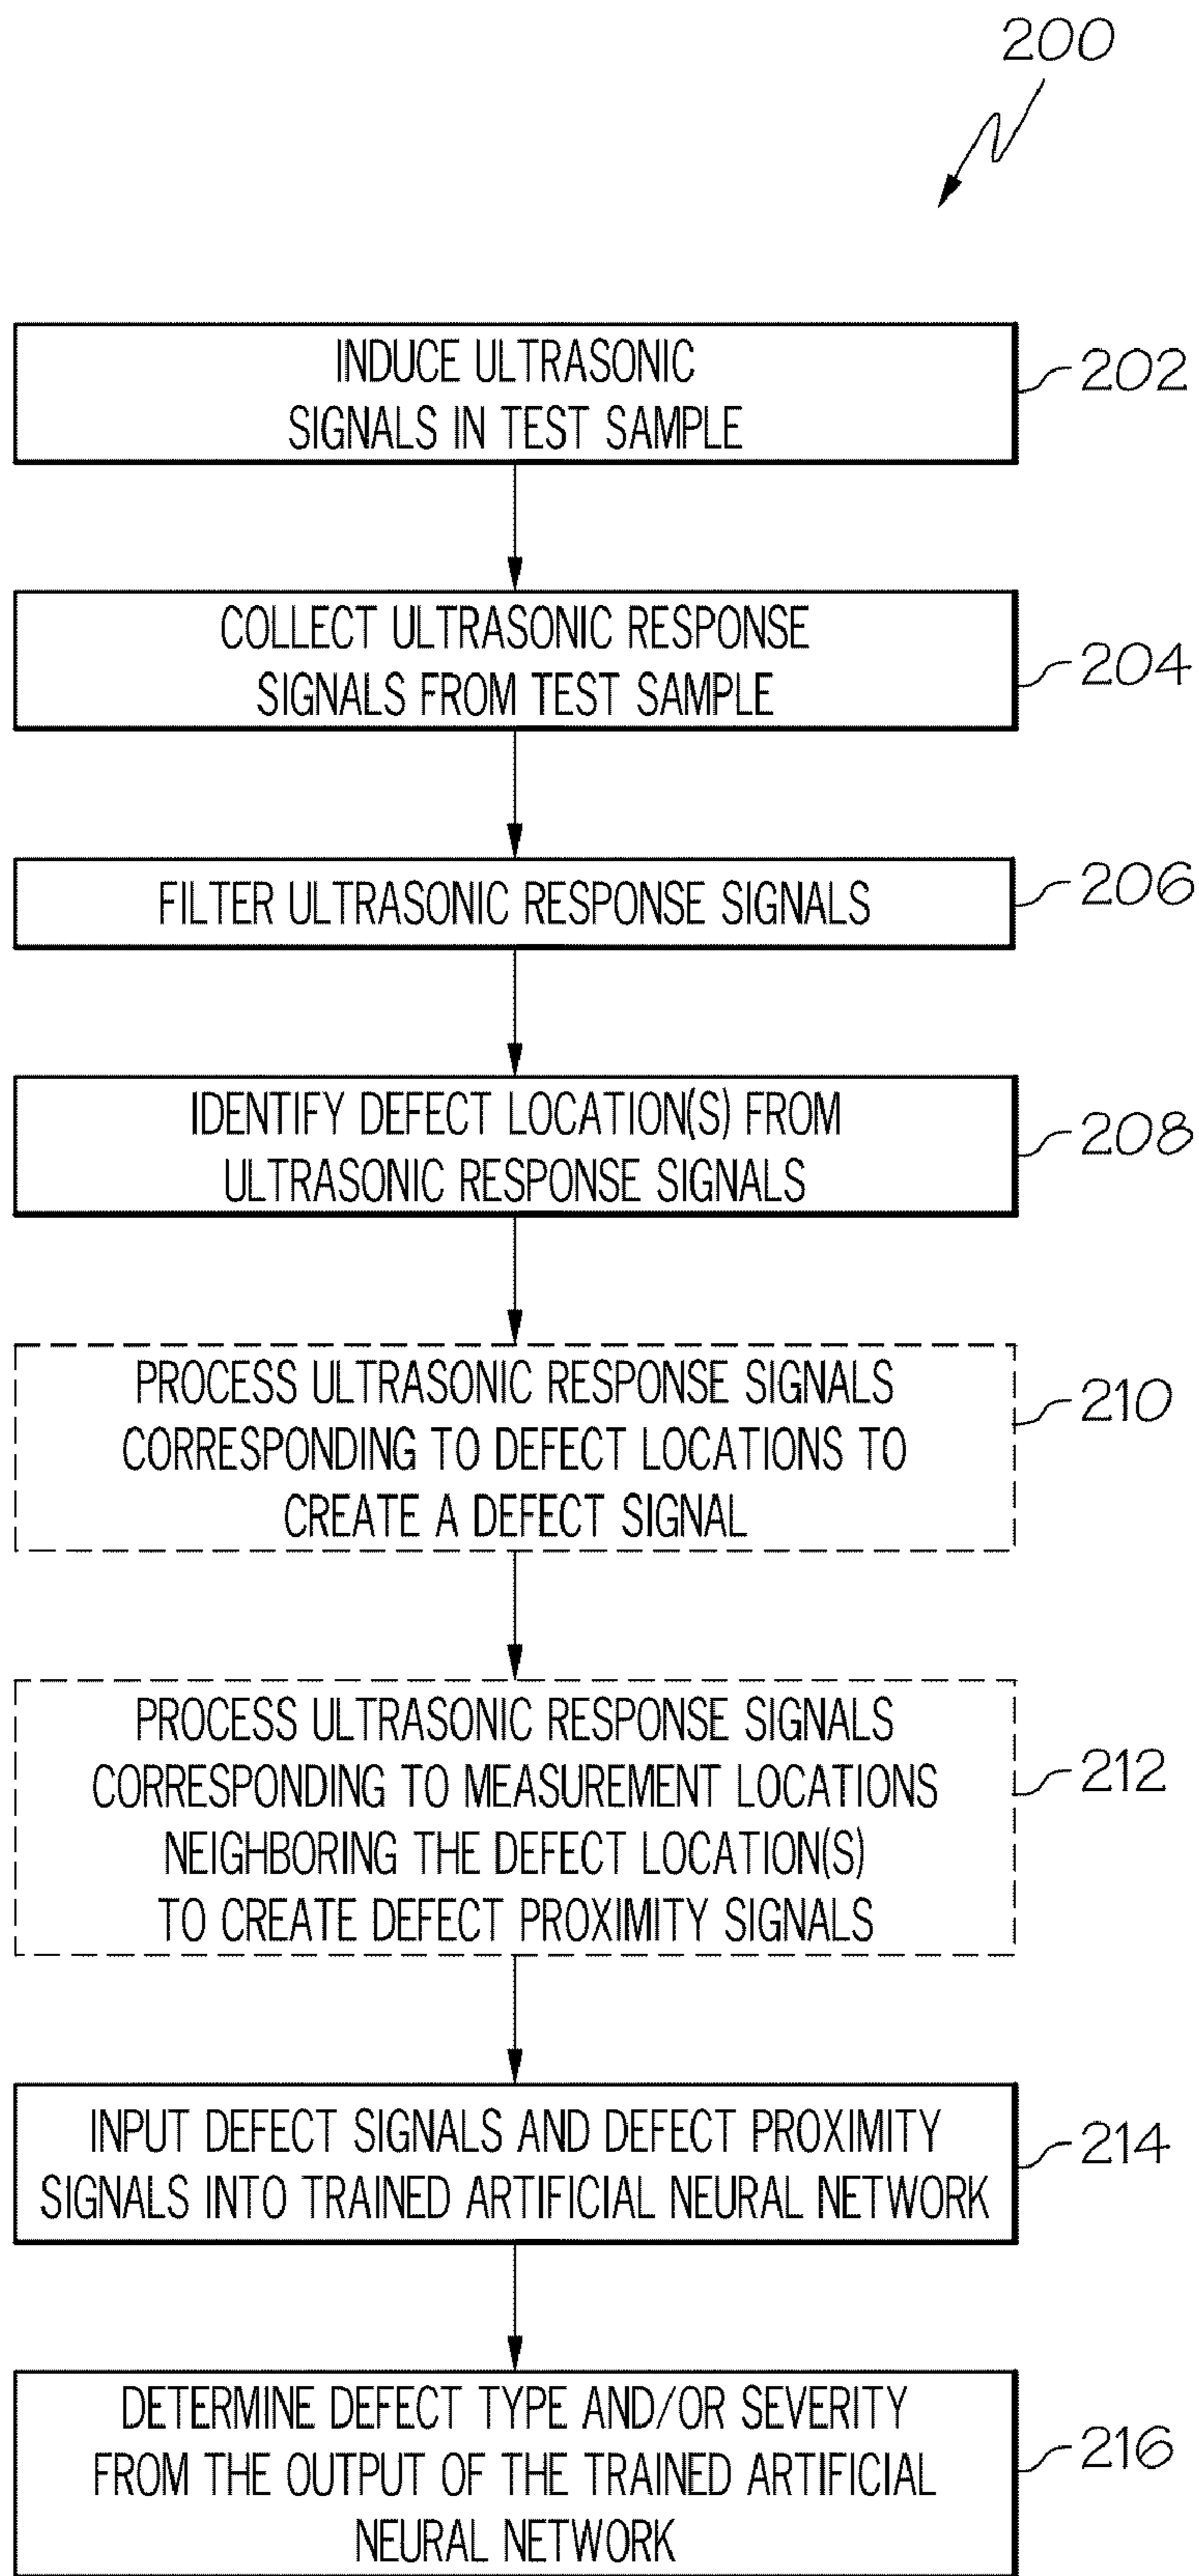 200
INDUCE ULTRASONIC
SIGNALS IN TEST SAMPLE
202
COLLECT ULTRASONIC RESPONSE
SIGNALS FROM TEST SAMPLE
204
FILTER ULTRASONIC RESPONSE SIGNALS
206
IDENTIFY DEFECT LOCATION(S) FROM
ULTRASONIC RESPONSE SIGNALS
208
PROCESS ULTRASONIC RESPONSE SIGNALS
CORRESPONDING TO DEFECT LOCATIONS TO
CREATE A DEFECT SIGNAL
210
PROCESS ULTRASONIC RESPONSE SIGNALS
CORRESPONDING TO MEASUREMENT LOCATIONS
NEIGHBORING THE DEFECT LOCATION(S)
TO CREATE DEFECT PROXIMITY SIGNALS
212
INPUT DEFECT SIGNALS AND DEFECT PROXIMITY
SIGNALS INTO TRAINED ARTIFICIAL NEURAL NETWORK
214
DETERMINE DEFECT TYPE AND/OR SEVERITY
FROM THE OUTPUT OF THE TRAINED ARTIFICIAL
NEURAL NETWORK
216